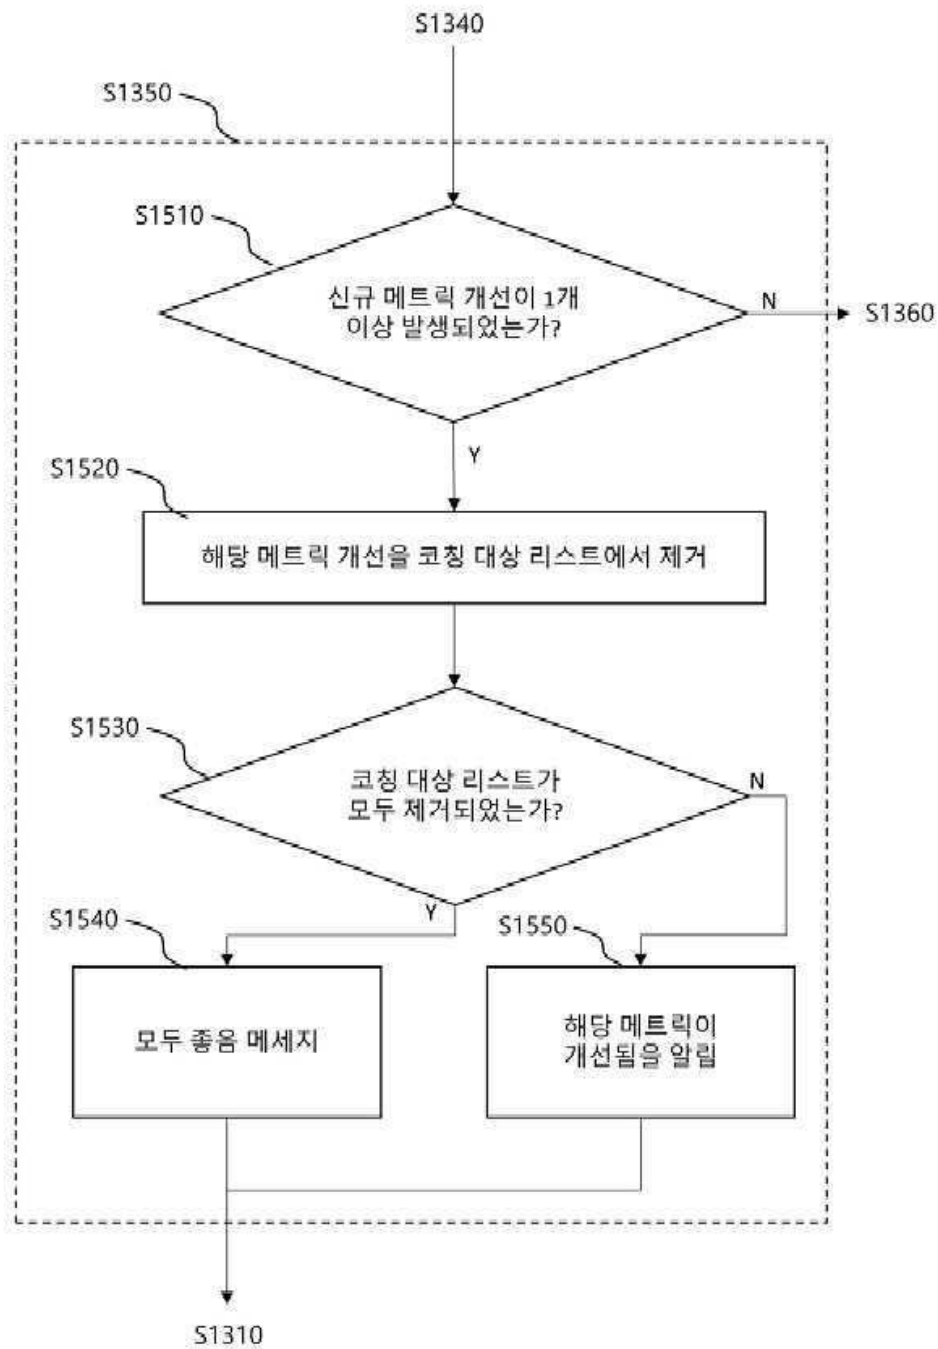 S1340
S1350
S1510
신규 메트릭 개선이 1개
이상 발생되었는가?
N
S1360
Y
S1520
해당 메트릭 개선을 코칭 대상 리스트에서 제거
S1530
코칭 대상 리스트가
모두 제거되었는가?
N
Y
S1540
S1550
모두 좋음 메세지
해당 메트릭이
개선됨을 알림
S1310